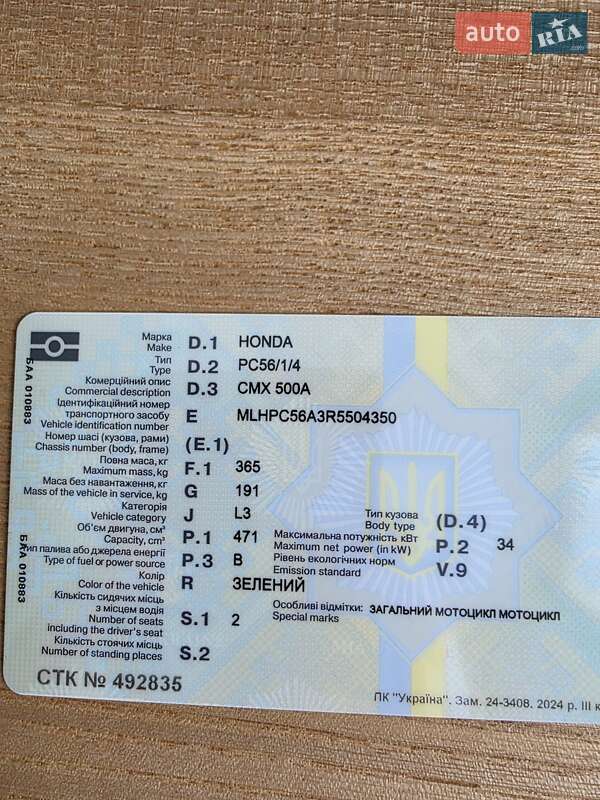 auto RIA.com
Марка
Make D.1 HONDA
Тип
Type D.2 PC56/1/4
Комерційний опис
Commercial description D.3 CMX 500A
Ідентифікаційний номер
транспортного засобу E MLHPC56A3R5504350
Vehicle identification number
Номер шасі (кузова, рами)
Chassis number (body, frame) (E.1)
Повна маса, кг
Maximum mass, kg F.1 365
Маса без навантаження, кг
Mass of the vehicle in service, kg G 191
Категорія
Vehicle category J L3
Тип кузова
Body type (D.4)
Об'єм двигуна, см³
Capacity, cm³ P.1 471
Максимальна потужність кВт
Maximum net power (in kW) P.2 34
Тип палива або джерела енергії
Type of fuel or power source P.3 B
Рівень екологічних норм
Emission standard V.9
Колір
Color of the vehicle R ЗЕЛЕНИЙ
Кількість сидячих місць
з місцем водія
Number of seats
including the driver's seat S.1 2
Особливі відмітки: ЗАГАЛЬНИЙ МОТОЦИКЛ МОТОЦИКЛ
Special marks
Кількість стоячих місць
Number of standing places S.2
СТК № 492835
ПК "Україна". Зам. 24-3408. 2024 р. III к
БАА 010883
БАА 010883